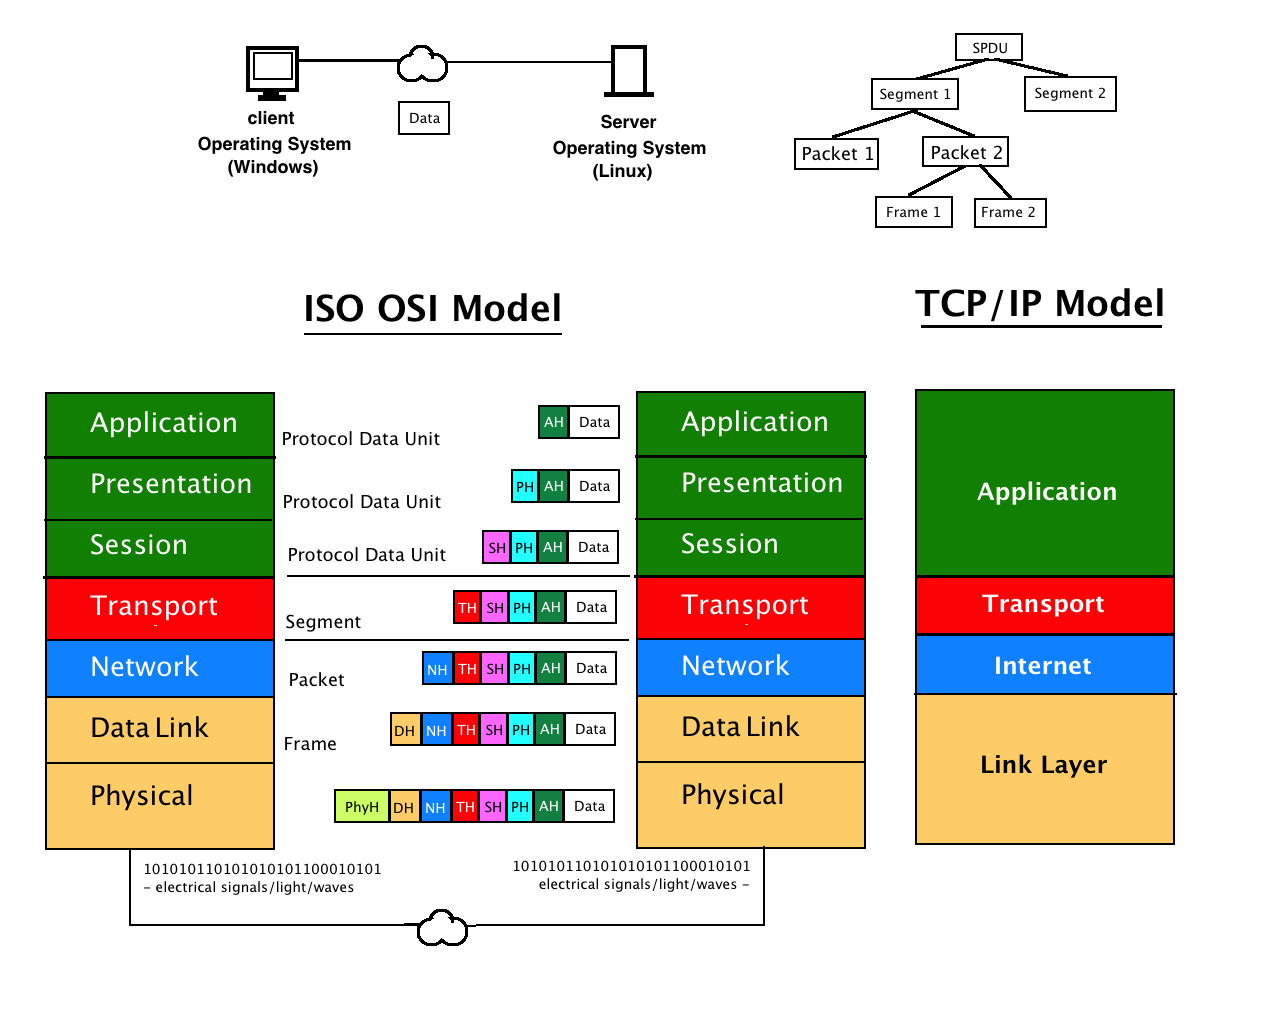 client
Operating System
(Windows)
Data
Server
Operating System
(Linux)
SPDU
Segment 1
Segment 2
Packet 1
Packet 2
Frame 1
Frame 2
ISO OSI Model
TCP/IP Model
Application
Presentation
Session
Transport
Network
Data Link
Physical
Protocol Data Unit
AH Data
Protocol Data Unit
PH AH Data
Protocol Data Unit
SH PH AH Data
Segment
TH SH PH AH Data
Packet
NH TH SH PH AH Data
Frame
DH NH TH SH PH AH Data
PhyH DH NH TH SH PH AH Data
Application
Presentation
Session
Transport
Network
Data Link
Physical
Application
Transport
Internet
Link Layer
101010110101010101100010101
- electrical signals/light/waves
101010110101010101100010101
electrical signals/light/waves -